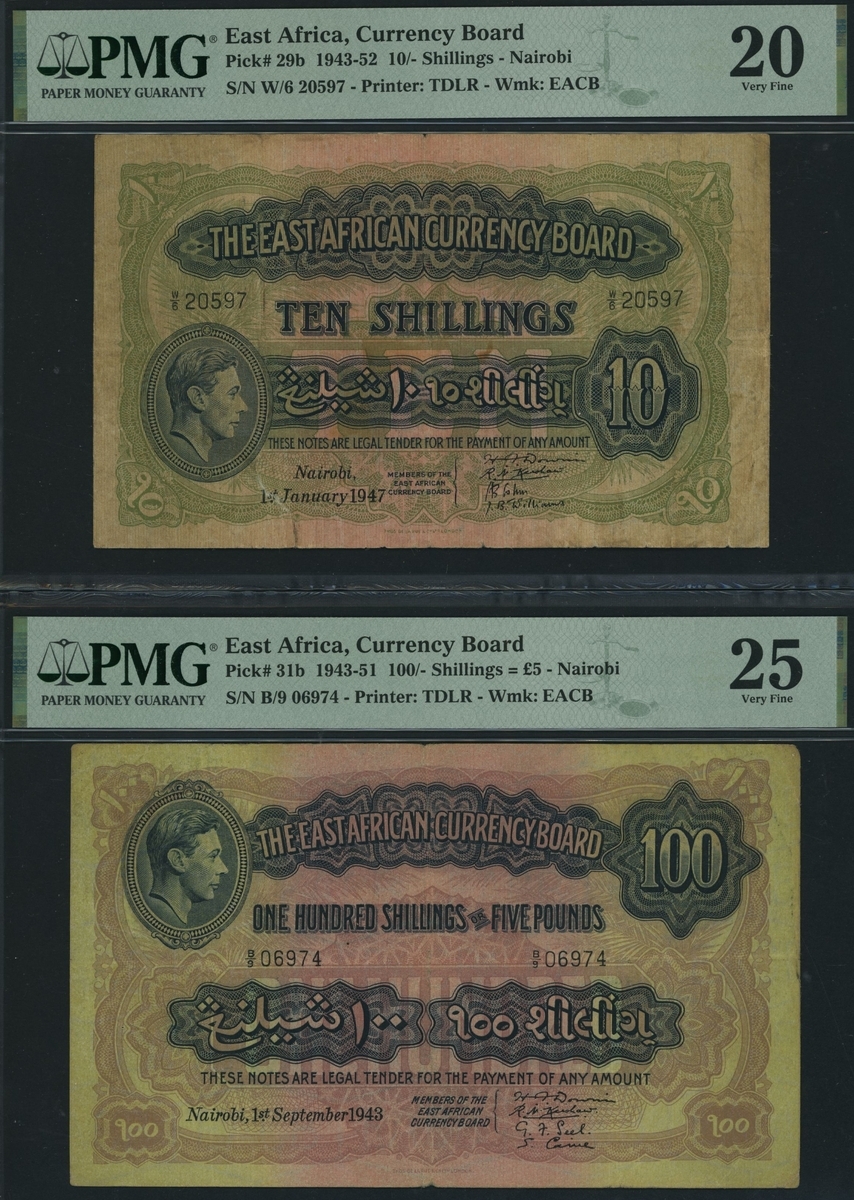 PMG®
PAPER MONEY GUARANTY
East Africa, Currency Board
Pick# 29b 1943-52 10/- Shillings - Nairobi
S/N W/6 20597 - Printer: TDLR - Wmk: EACB
20
Very Fine
THE EAST AFRICAN CURRENCY BOARD
W/6 20597
W/6 20597
TEN SHILLINGS
شيلنڠ ١٠
૧૦ શીલીંગ
10
THESE NOTES ARE LEGAL TENDER FOR THE PAYMENT OF ANY AMOUNT
Nairobi,
1st January 1947
MEMBERS OF THE
EAST AFRICAN
CURRENCY BOARD
૧૦
૧૦
PMG®
PAPER MONEY GUARANTY
East Africa, Currency Board
Pick# 31b 1943-51 100/- Shillings = £5 - Nairobi
S/N B/9 06974 - Printer: TDLR - Wmk: EACB
25
Very Fine
THE EAST AFRICAN CURRENCY BOARD
100
ONE HUNDRED SHILLINGS OR FIVE POUNDS
B/9 06974
B/9 06974
شيلنڠ ١٠٠
૧૦૦ શીલીંગ
THESE NOTES ARE LEGAL TENDER FOR THE PAYMENT OF ANY AMOUNT
Nairobi, 1st September 1943
MEMBERS OF THE
EAST AFRICAN
CURRENCY BOARD
૧૦૦
૧૦૦